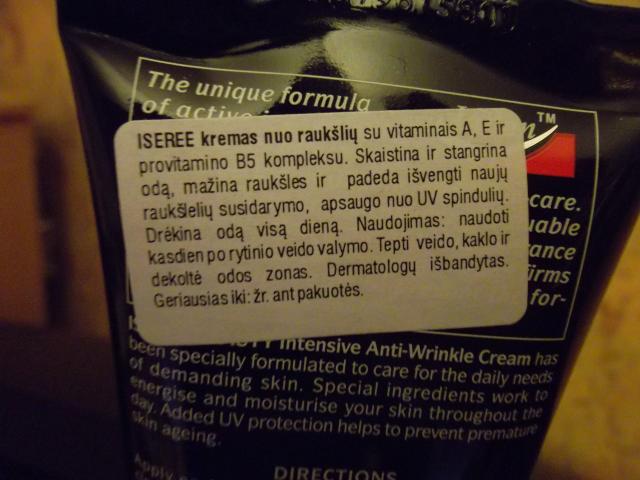 The unique formula
of active
TM
ISEREE kremas nuo raukšlių su vitaminais A, E ir
provitamino B5 kompleksu. Skaistina ir stangrina
odą, mažina raukšles ir padeda išvengti naujų
raukšlelių susidarymo, apsaugo nuo UV spindulių.
Drėkina odą visą dieną. Naudojimas: naudoti
kasdien po rytinio veido valymo. Tepti veido, kaklo ir
dekoltė odos zonas. Dermatologų išbandytas.
Geriausias iki: žr. ant pakuotės.
care.
for-
Intensive Anti-Wrinkle Cream has
been specially formulated to care for the daily needs
of demanding skin. Special ingredients work to
energise and moisturise your skin throughout the
day. Added UV protection helps to prevent premature
skin ageing.
Apply
DIRECTIONS